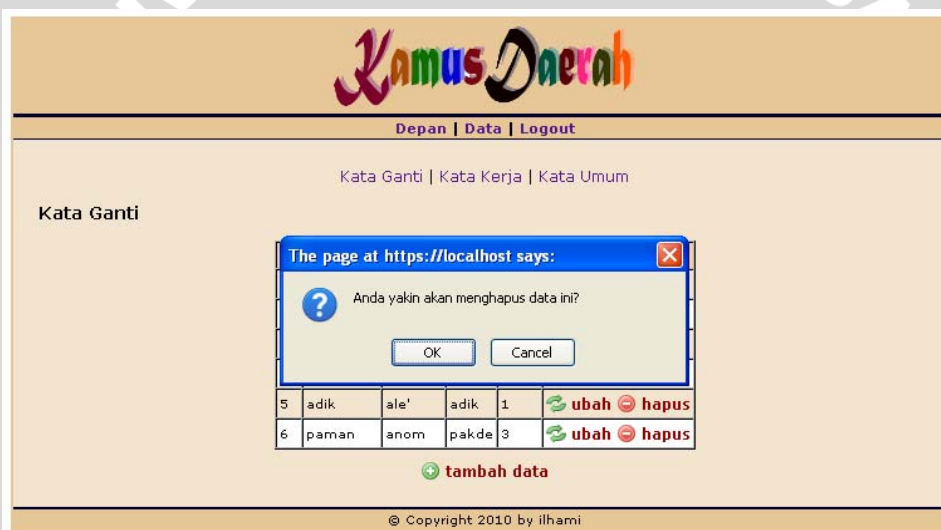 Kamus Daerah
Depan | Data | Logout
Kata Ganti | Kata Kerja | Kata Umum
Kata Ganti
The page at https://localhost says:
Anda yakin akan menghapus data ini?
OK Cancel
5 adik ale' adik 1 ubah hapus
6 paman anom pakde 3 ubah hapus
tambah data
© Copyright 2010 by ilhami